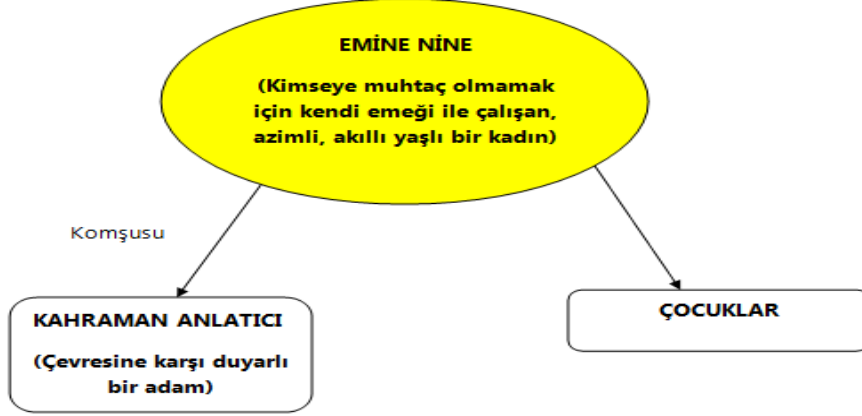 EMİNE NİNE
(Kimseye muhtaç olmamak
için kendi emeği ile çalışan,
azimli, akıllı yaşlı bir kadın)
Komşusu
KAHRAMAN ANLATICI
(Çevresine karşı duyarlı
bir adam)
ÇOCUKLAR